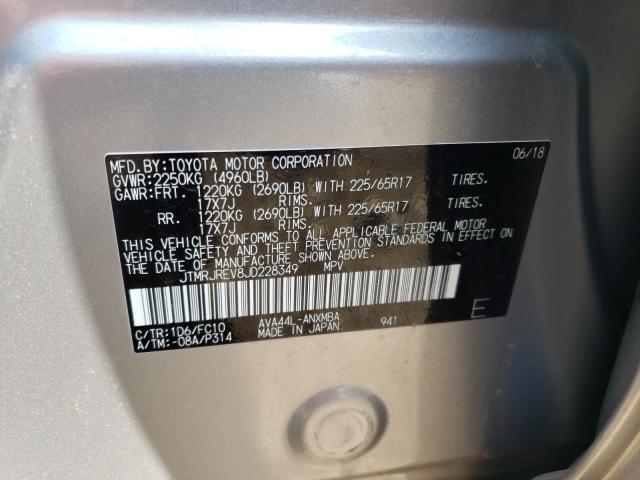 MFD.BY:TOYOTA MOTOR CORPORATION 06/18
GVWR:2250KG (4960LB)
GAWR:FRT. 1220KG (2690LB) WITH 225/65R17 TIRES.
17X7J RIMS.
RR. 1220KG (2690LB) WITH 225/65R17 TIRES.
17X7J RIMS.
THIS VEHICLE CONFORMS TO ALL APPLICABLE FEDERAL MOTOR
VEHICLE SAFETY AND THEFT PREVENTION STANDARDS IN EFFECT
ON THE DATE OF MANUFACTURE SHOWN ABOVE.
JTMRJREV8JD228349 MPV
C/TR:1D6/FC10 AVA44L-ANXMBA 941 E
A/TM:-08A/P314 MADE IN JAPAN